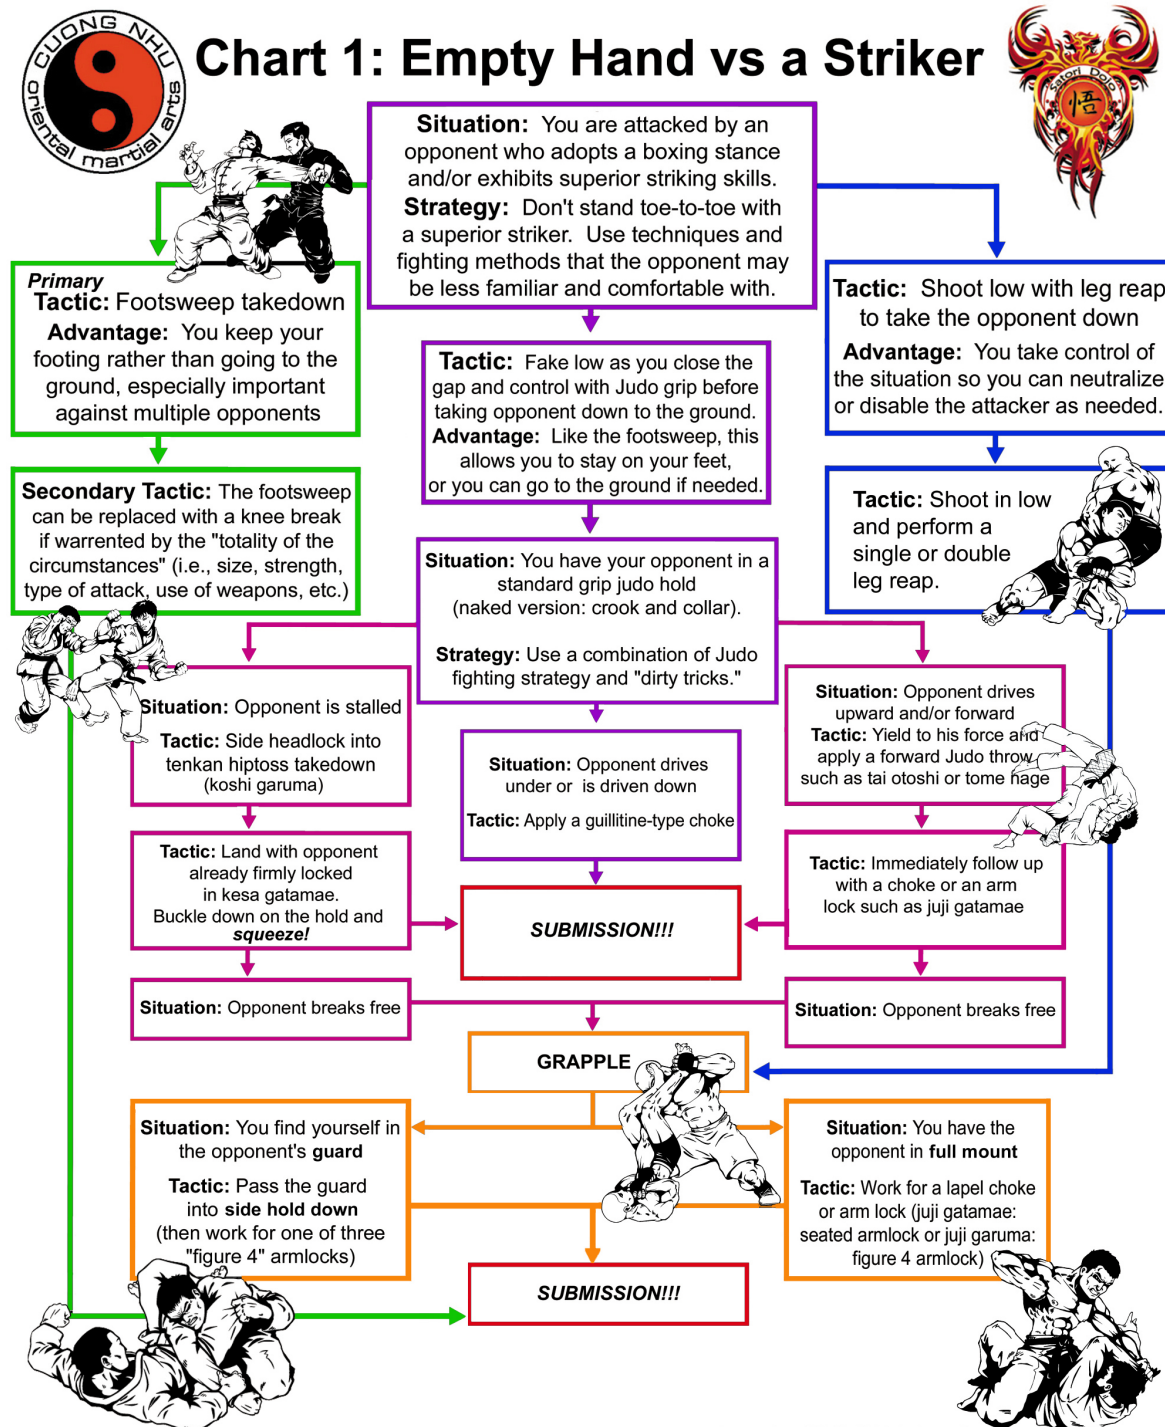 CUONG NHU
oriental martial arts
Chart 1: Empty Hand vs a Striker
Satori Dojo
悟
Situation: You are attacked by an
opponent who adopts a boxing stance
and/or exhibits superior striking skills.
Strategy: Don't stand toe-to-toe with
a superior striker. Use techniques and
fighting methods that the opponent may
be less familiar and comfortable with.
Primary
Tactic: Footsweep takedown
Advantage: You keep your
footing rather than going to the
ground, especially important
against multiple opponents
Tactic: Fake low as you close the
gap and control with Judo grip before
taking opponent down to the ground.
Advantage: Like the footsweep, this
allows you to stay on your feet,
or you can go to the ground if needed.
Tactic: Shoot low with leg reap
to take the opponent down
Advantage: You take control of
the situation so you can neutralize
or disable the attacker as needed.
Secondary Tactic: The footsweep
can be replaced with a knee break
if warrented by the "totality of the
circumstances" (i.e., size, strength,
type of attack, use of weapons, etc.)
Situation: You have your opponent in a
standard grip judo hold
(naked version: crook and collar).
Strategy: Use a combination of Judo
fighting strategy and "dirty tricks."
Tactic: Shoot in low
and perform a
single or double
leg reap.
Situation: Opponent is stalled
Tactic: Side headlock into
tenkan hiptoss takedown
(koshi garuma)
Situation: Opponent drives
under or is driven down
Tactic: Apply a guillitine-type choke
Situation: Opponent drives
upward and/or forward
Tactic: Yield to his force and
apply a forward Judo throw
such as tai otoshi or tome nage
Tactic: Land with opponent
already firmly locked
in kesa gatamae.
Buckle down on the hold and
squeeze!
SUBMISSION!!!
Tactic: Immediately follow up
with a choke or an arm
lock such as juji gatamae
Situation: Opponent breaks free
Situation: Opponent breaks free
GRAPPLE
Situation: You find yourself in
the opponent's guard
Tactic: Pass the guard
into side hold down
(then work for one of three
"figure 4" armlocks)
Situation: You have the
opponent in full mount
Tactic: Work for a lapel choke
or arm lock (juji gatamae:
seated armlock or juji garuma:
figure 4 armlock)
SUBMISSION!!!